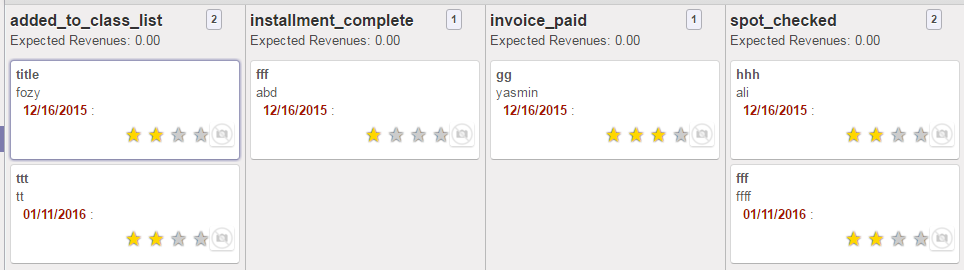 added_to_class_list 2
Expected Revenues: 0.00
title
fozy
12/16/2015 :
ttt
tt
01/11/2016 :
installment_complete 1
Expected Revenues: 0.00
fff
abd
12/16/2015 :
invoice_paid 1
Expected Revenues: 0.00
gg
yasmin
12/16/2015 :
spot_checked 2
Expected Revenues: 0.00
hhh
ali
12/16/2015 :
fff
ffff
01/11/2016 :